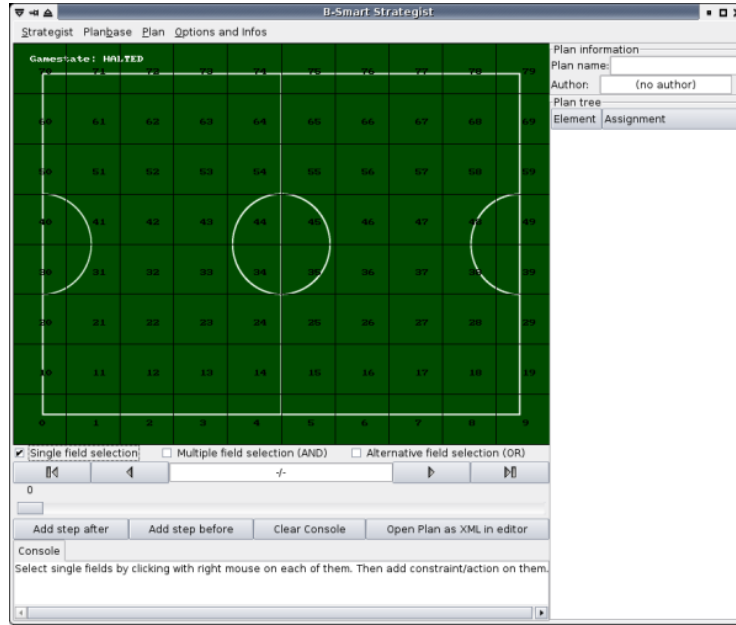 B-Smart Strategist
Strategist Planbase Plan Options and Infos
Gamestate: HALTED
70 71 72 73 74 75 76 77 78 79
60 61 62 63 64 65 66 67 68 69
50 51 52 53 54 55 56 57 58 59
40 41 42 43 44 45 46 47 48 49
30 31 32 33 34 35 36 37 38 39
20 21 22 23 24 25 26 27 28 29
10 11 12 13 14 15 16 17 18 19
0 1 2 3 4 5 6 7 8 9
Single field selection Multiple field selection (AND) Alternative field selection (OR)
-/-
0
Add step after Add step before Clear Console Open Plan as XML in editor
Console
Select single fields by clicking with right mouse on each of them. Then add constraint/action on them.
Plan information
Plan name:
Author: (no author)
Plan tree
Element Assignment